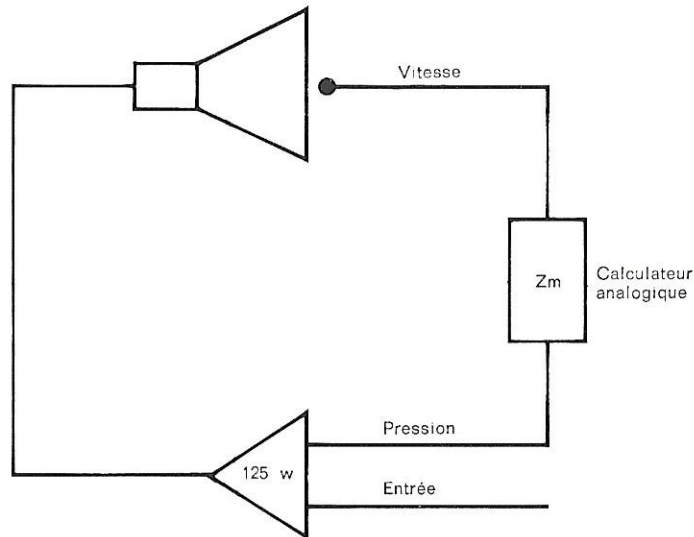 Vitesse
Zm
Calculateur
analogique
Pression
125 w
Entrée